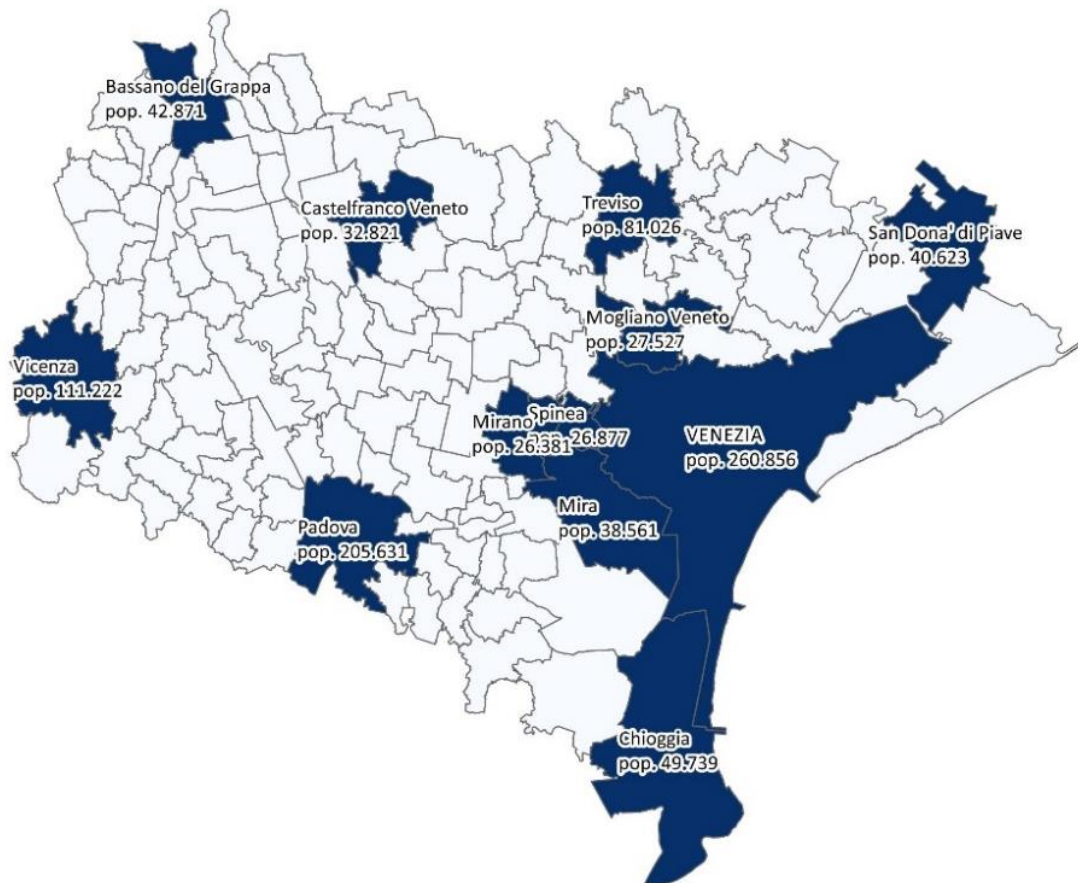 Bassano del Grappa
pop. 42.871
Castelfranco Veneto
pop. 32.821
Treviso
pop. 81.026
San Dona' di Piave
pop. 40.623
Mogliano Veneto
pop. 27.527
Vicenza
pop. 111.222
Spinea
26.877
Mirano
pop. 26.381
VENEZIA
pop. 260.856
Mira
pop. 38.561
Padova
pop. 205.631
Chioggia
pop. 49.739